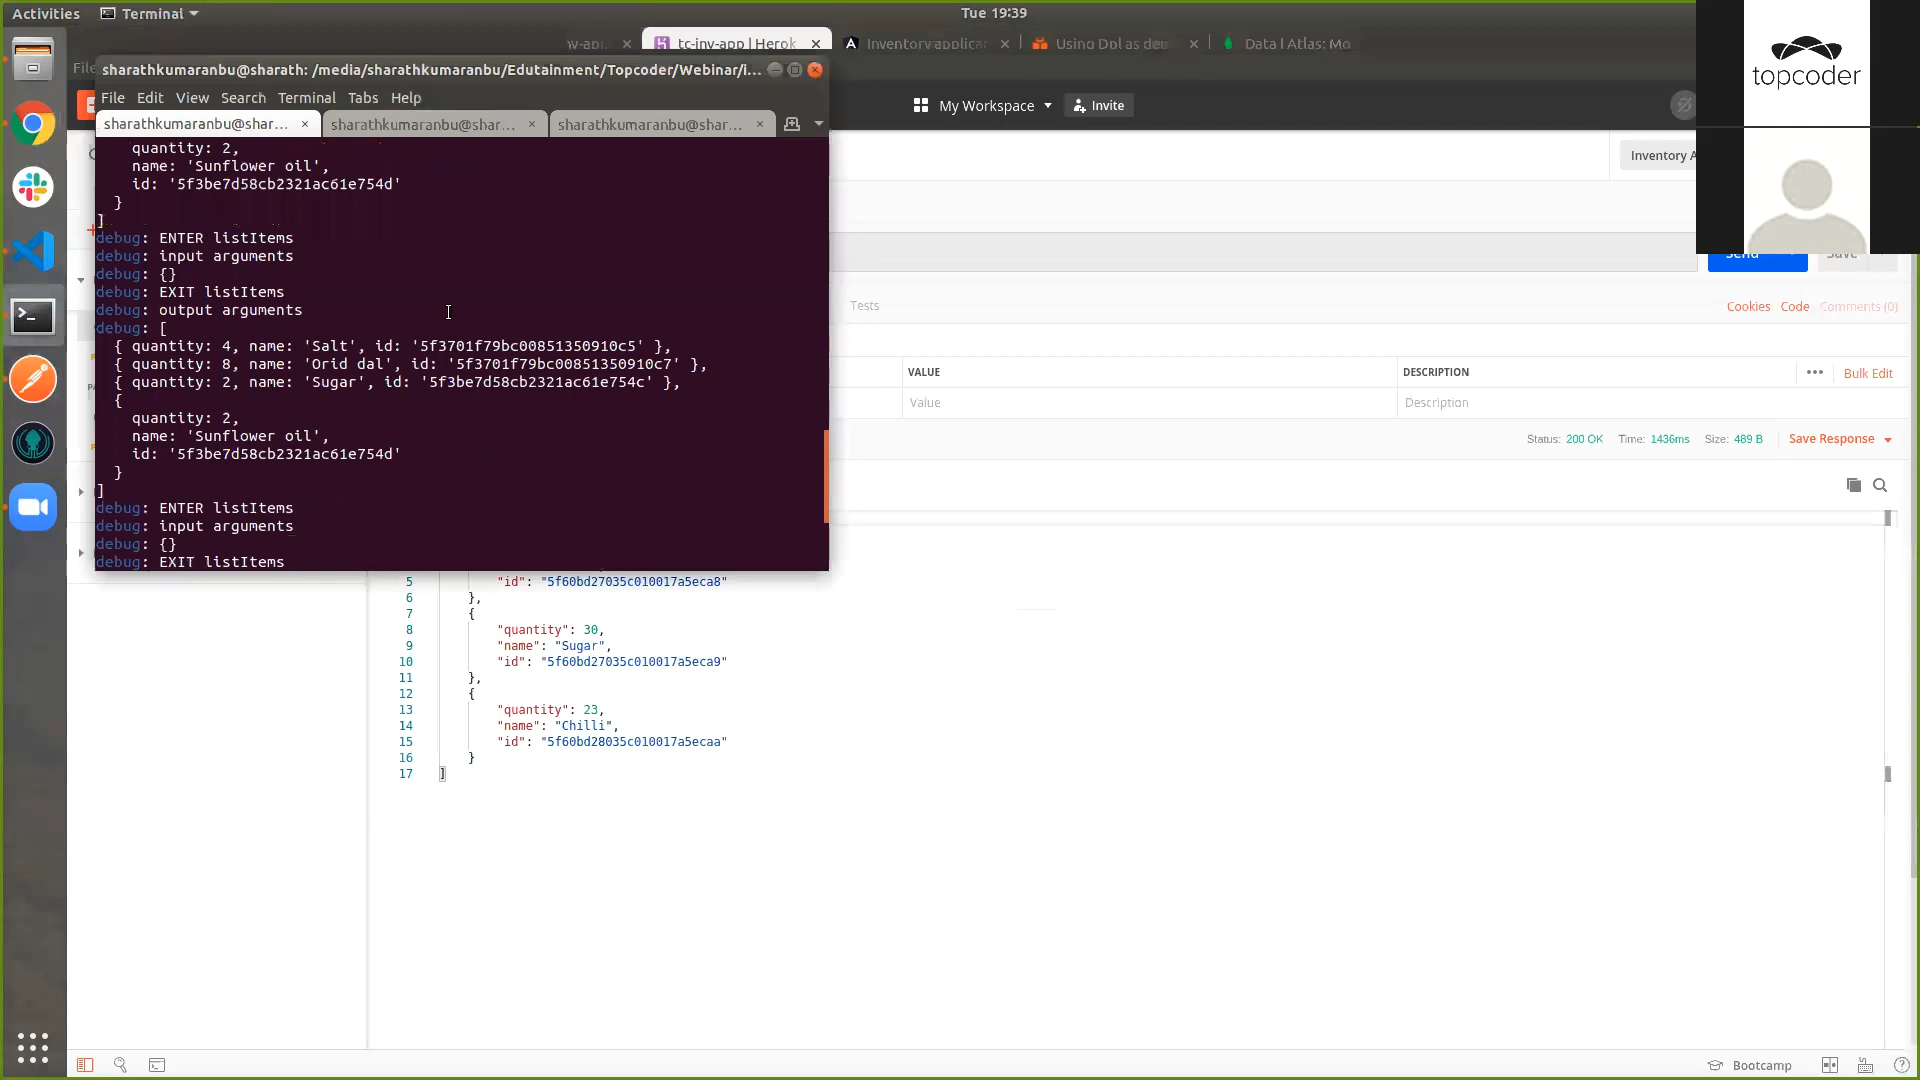 Activities
Terminal
Tue 19:39
tc-inv-app | Herok
Inventory applicat
Using Dpl as dep
Data | Atlas: Mo
sharathkumaranbu@sharath: /media/sharathkumaranbu/Edutainment/Topcoder/Webinar/i...
File Edit View Search Terminal Tabs Help
sharathkumaranbu@shar...
sharathkumaranbu@shar...
sharathkumaranbu@shar...
My Workspace
Invite
topcoder
Inventory A
quantity: 2,
name: 'Sunflower oil',
id: '5f3be7d58cb2321ac61e754d'
}
]
debug: ENTER listItems
debug: input arguments
debug: {}
debug: EXIT listItems
debug: output arguments
debug: [
{ quantity: 4, name: 'Salt', id: '5f3701f79bc00851350910c5' },
{ quantity: 8, name: 'Orid dal', id: '5f3701f79bc00851350910c7' },
{ quantity: 2, name: 'Sugar', id: '5f3be7d58cb2321ac61e754c' },
{
quantity: 2,
name: 'Sunflower oil',
id: '5f3be7d58cb2321ac61e754d'
}
]
debug: ENTER listItems
debug: input arguments
debug: {}
debug: EXIT listItems
Send
Save
Tests
Cookies Code Comments (0)
VALUE
DESCRIPTION
Bulk Edit
Value
Description
Status: 200 OK Time: 1436ms Size: 489 B Save Response
5 "id": "5f60bd27035c010017a5eca8"
6 },
7 {
8 "quantity": 30,
9 "name": "Sugar",
10 "id": "5f60bd27035c010017a5eca9"
11 },
12 {
13 "quantity": 23,
14 "name": "Chilli",
15 "id": "5f60bd28035c010017a5ecaa"
16 }
17 ]
Bootcamp